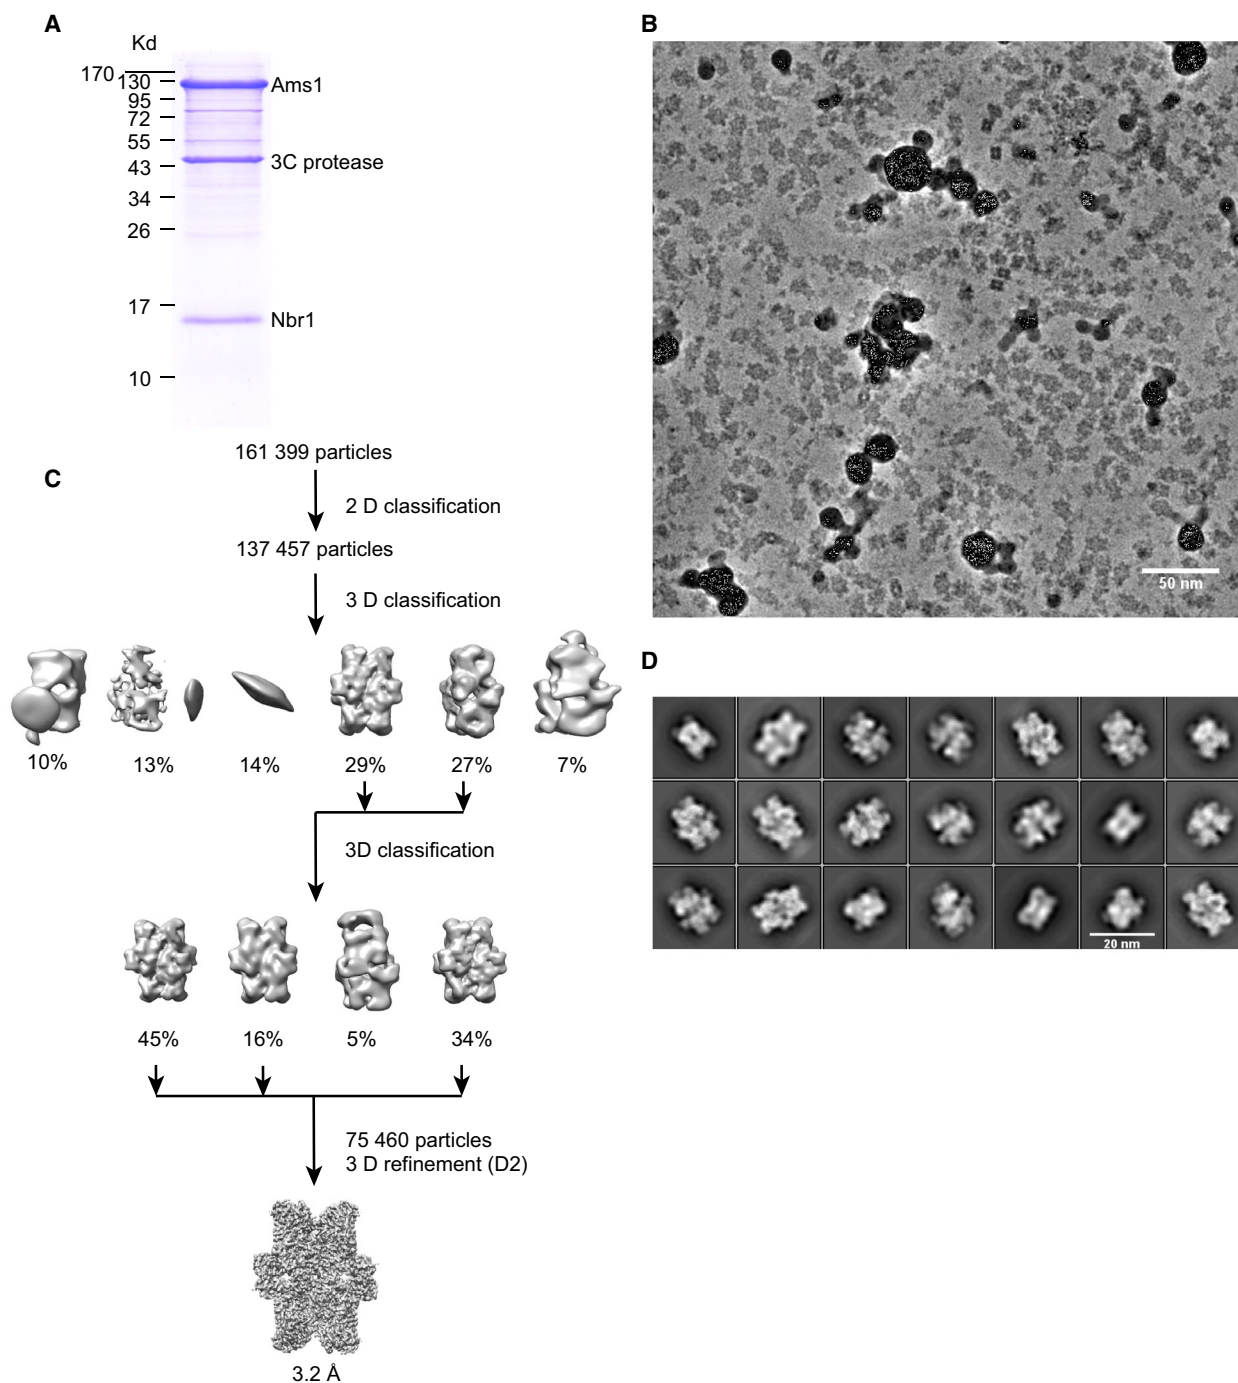 A
Kd
170
130
95
72
55
43
34
26
17
10
Ams1
3C protease
Nbr1
B
50 nm
C
161 399 particles
2 D classification
137 457 particles
3 D classification
10% 13% 14% 29% 27% 7%
3D classification
45% 16% 5% 34%
75 460 particles
3 D refinement (D2)
3.2 Å
D
20 nm